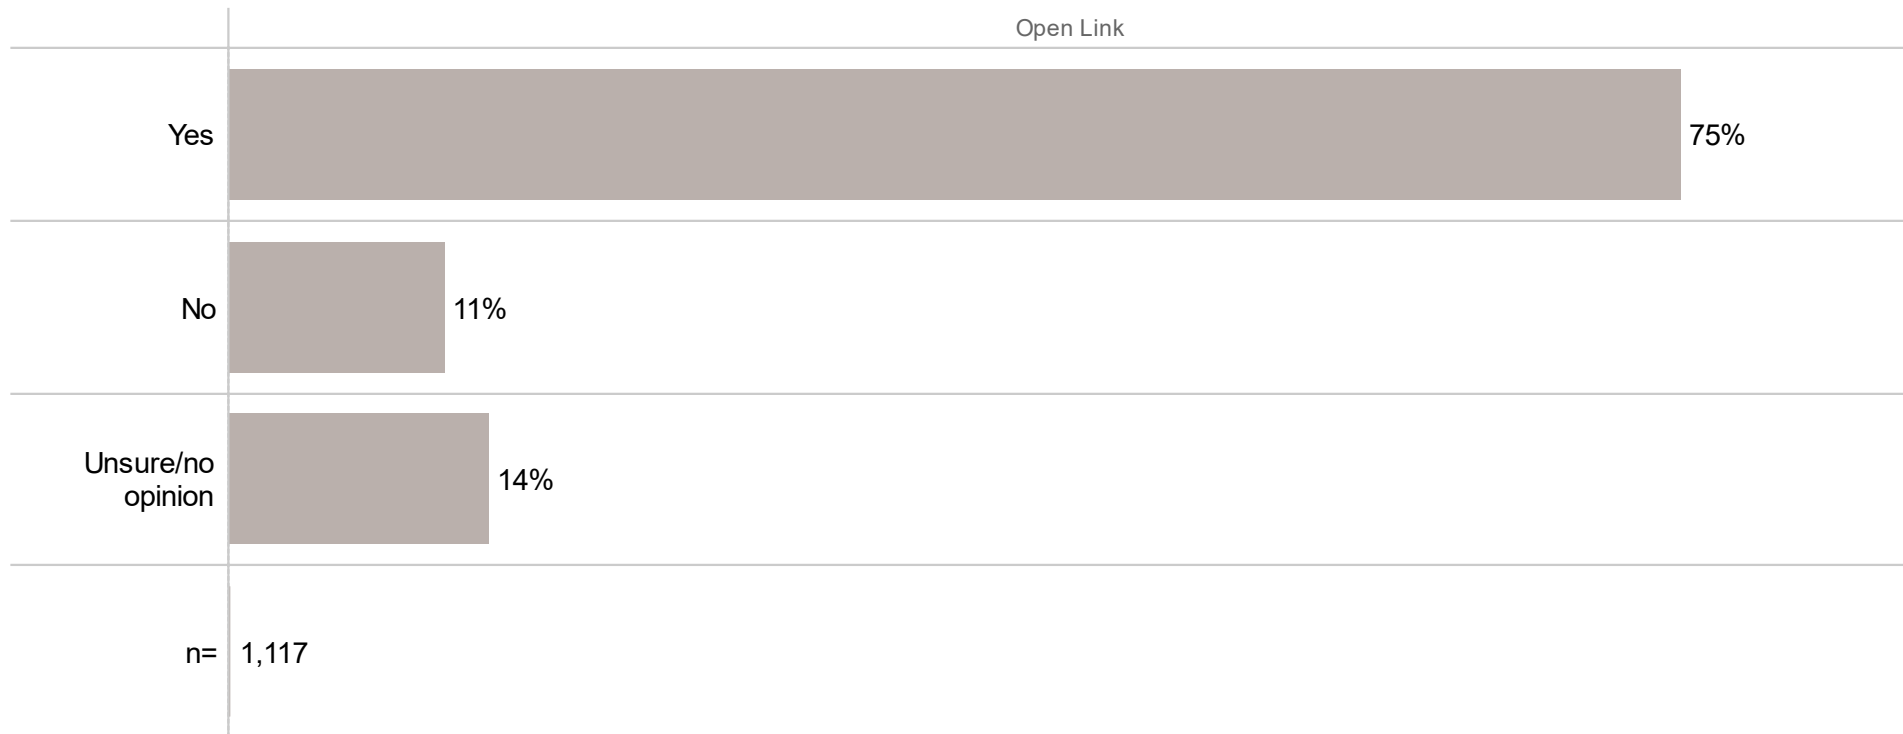 Open Link
Yes
75%
No
11%
Unsure/no
opinion
14%
n=
1,117